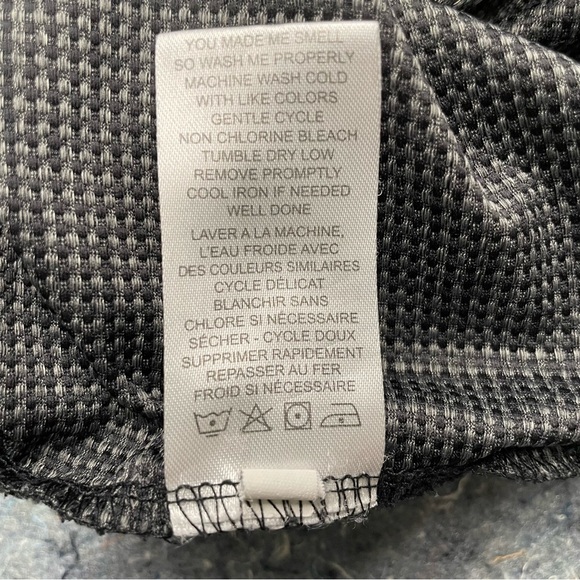 YOU MADE ME SMELL
SO WASH ME PROPERLY
MACHINE WASH COLD
WITH LIKE COLORS
GENTLE CYCLE
NON CHLORINE BLEACH
TUMBLE DRY LOW
REMOVE PROMPTLY
COOL IRON IF NEEDED
WELL DONE
LAVER A LA MACHINE,
L'EAU FROIDE AVEC
DES COULEURS SIMILAIRES
CYCLE DÉLICAT
BLANCHIR SANS
CHLORE SI NÉCESSAIRE
SÉCHER - CYCLE DOUX
SUPPRIMER RAPIDEMENT
REPASSER AU FER
FROID SI NÉCESSAIRE